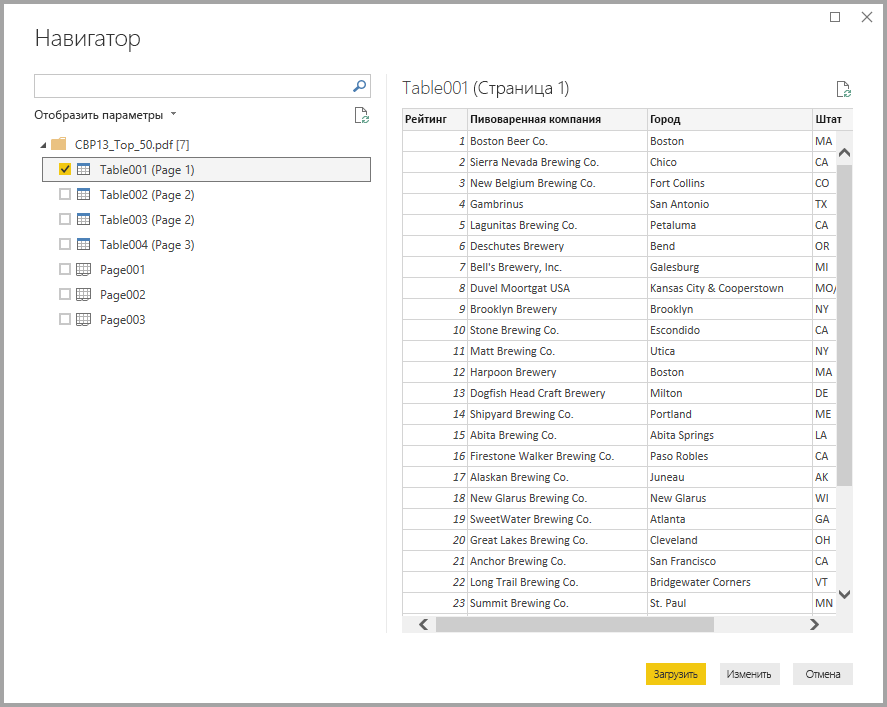 Навигатор
Отобразить параметры
CBP13_Top_50.pdf [7]
Table001 (Page 1)
Table002 (Page 2)
Table003 (Page 2)
Table004 (Page 3)
Page001
Page002
Page003
Table001 (Страница 1)
Рейтинг Пивоваренная компания Город Штат
1 Boston Beer Co. Boston MA
2 Sierra Nevada Brewing Co. Chico CA
3 New Belgium Brewing Co. Fort Collins CO
4 Gambrinus San Antonio TX
5 Lagunitas Brewing Co. Petaluma CA
6 Deschutes Brewery Bend OR
7 Bell's Brewery, Inc. Galesburg MI
8 Duvel Moortgat USA Kansas City & Cooperstown MO/
9 Brooklyn Brewery Brooklyn NY
10 Stone Brewing Co. Escondido CA
11 Matt Brewing Co. Utica NY
12 Harpoon Brewery Boston MA
13 Dogfish Head Craft Brewery Milton DE
14 Shipyard Brewing Co. Portland ME
15 Abita Brewing Co. Abita Springs LA
16 Firestone Walker Brewing Co. Paso Robles CA
17 Alaskan Brewing Co. Juneau AK
18 New Glarus Brewing Co. New Glarus WI
19 SweetWater Brewing Co. Atlanta GA
20 Great Lakes Brewing Co. Cleveland OH
21 Anchor Brewing Co. San Francisco CA
22 Long Trail Brewing Co. Bridgewater Corners VT
23 Summit Brewing Co. St. Paul MN
Загрузить Изменить Отмена